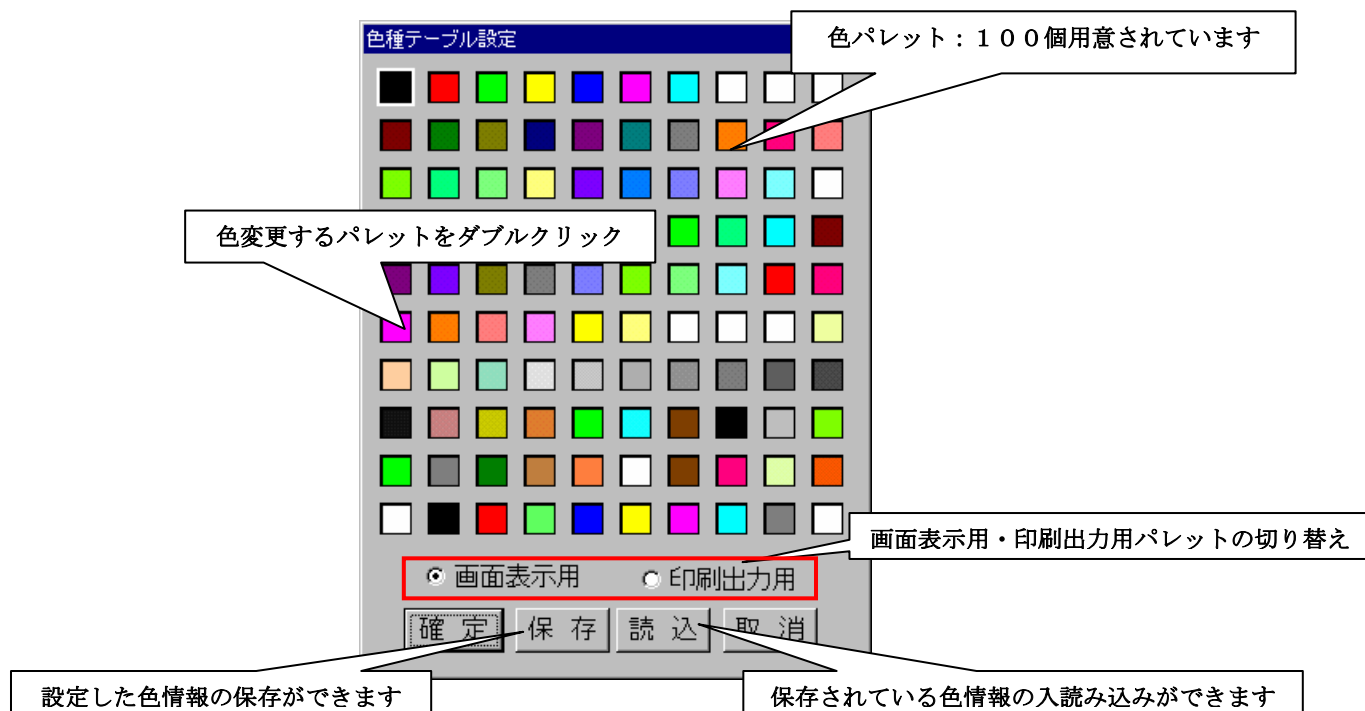 色種テーブル設定
色パレット：１００個用意されています
色変更するパレットをダブルクリック
画面表示用・印刷出力用パレットの切り替え
画面表示用 印刷出力用
確 定 保 存 読 込 取 消
設定した色情報の保存ができます
保存されている色情報の入読み込みができます